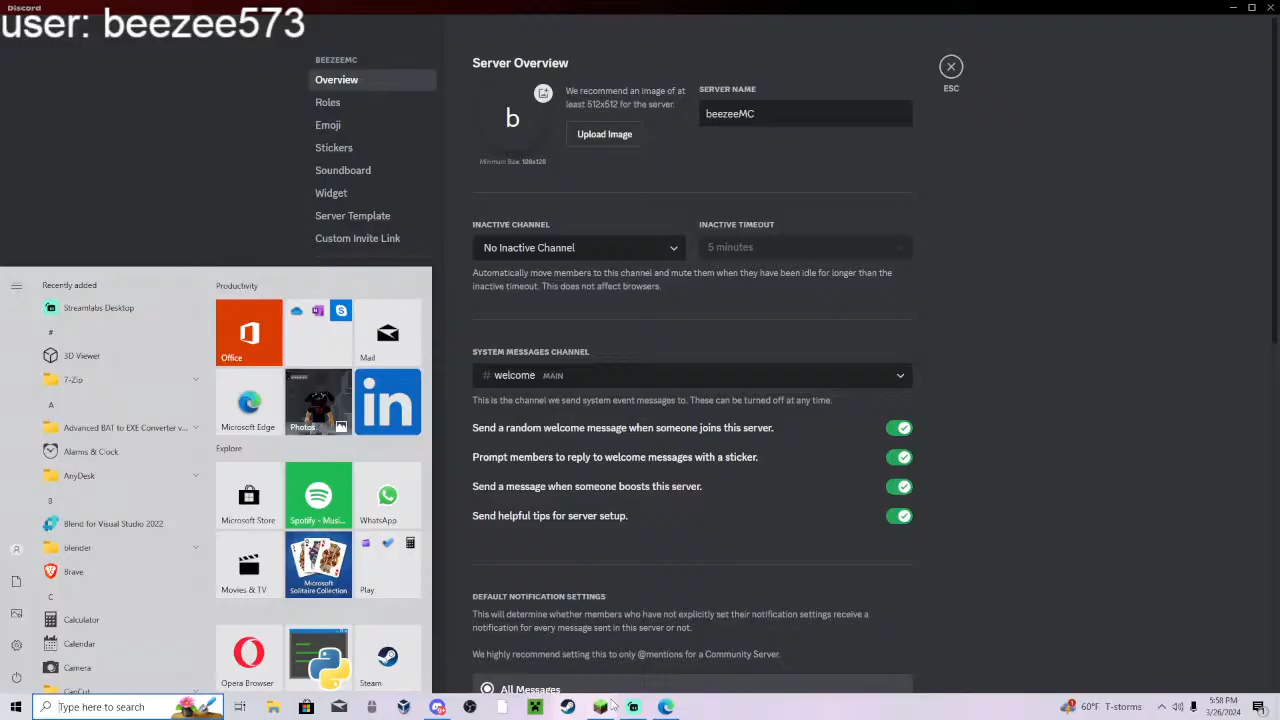 Discord
user: beezee573
BEEZEEMC
Overview
Roles
Emoji
Stickers
Soundboard
Widget
Server Template
Custom Invite Link
Server Overview
b
We recommend an image of at
least 512x512 for the server.
Upload Image
Minimum Size: 128x128
SERVER NAME
beezeeMC
ESC
INACTIVE CHANNEL
No Inactive Channel
INACTIVE TIMEOUT
5 minutes
Automatically move members to this channel and mute them when they have been idle for longer than the
inactive timeout. This does not affect browsers.
SYSTEM MESSAGES CHANNEL
# welcome MAIN
This is the channel we send system event messages to. These can be turned off at any time.
Send a random welcome message when someone joins this server.
Prompt members to reply to welcome messages with a sticker.
Send a message when someone boosts this server.
Send helpful tips for server setup.
DEFAULT NOTIFICATION SETTINGS
This will determine whether members who have not explicitly set their notification settings receive a
notification for every message sent in this server or not.
We highly recommend setting this to only @mentions for a Community Server.
All Messages
Recently added
Streamlabs Desktop
#
3D Viewer
7-Zip
A
Advanced BAT to EXE Converter v...
Alarms & Clock
AnyDesk
B
Blend for Visual Studio 2022
blender
Brave
C
Calculator
Calendar
Camera
CapCut
Productivity
Office
Mail
Microsoft Edge
Photos
in
Explore
Microsoft Store
Spotify - Musi...
WhatsApp
Movies & TV
Microsoft
Solitaire Collection
Play
Opera Browser
Steam
Type here to search
60°F T-storms
5:58 PM
3/26/2024